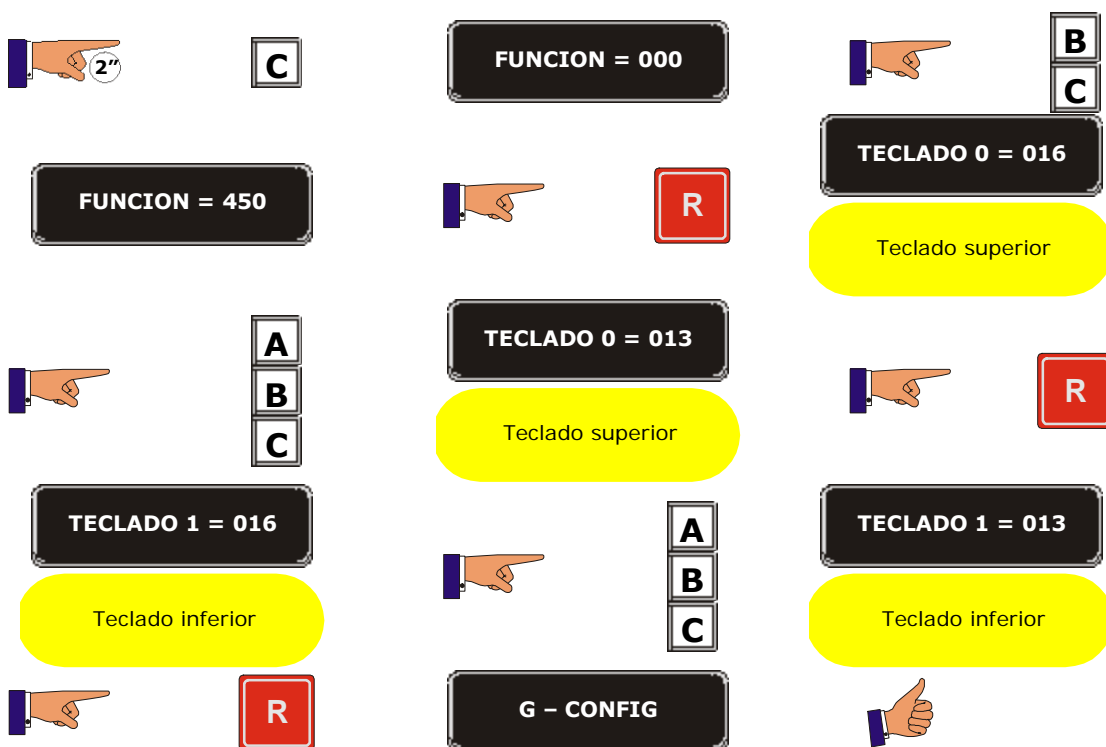 2”
C
FUNCION = 000
B
C
FUNCION = 450
R
TECLADO 0 = 016
Teclado superior
A
B
C
TECLADO 0 = 013
Teclado superior
R
TECLADO 1 = 016
Teclado inferior
A
B
C
TECLADO 1 = 013
Teclado inferior
R
G – CONFIG